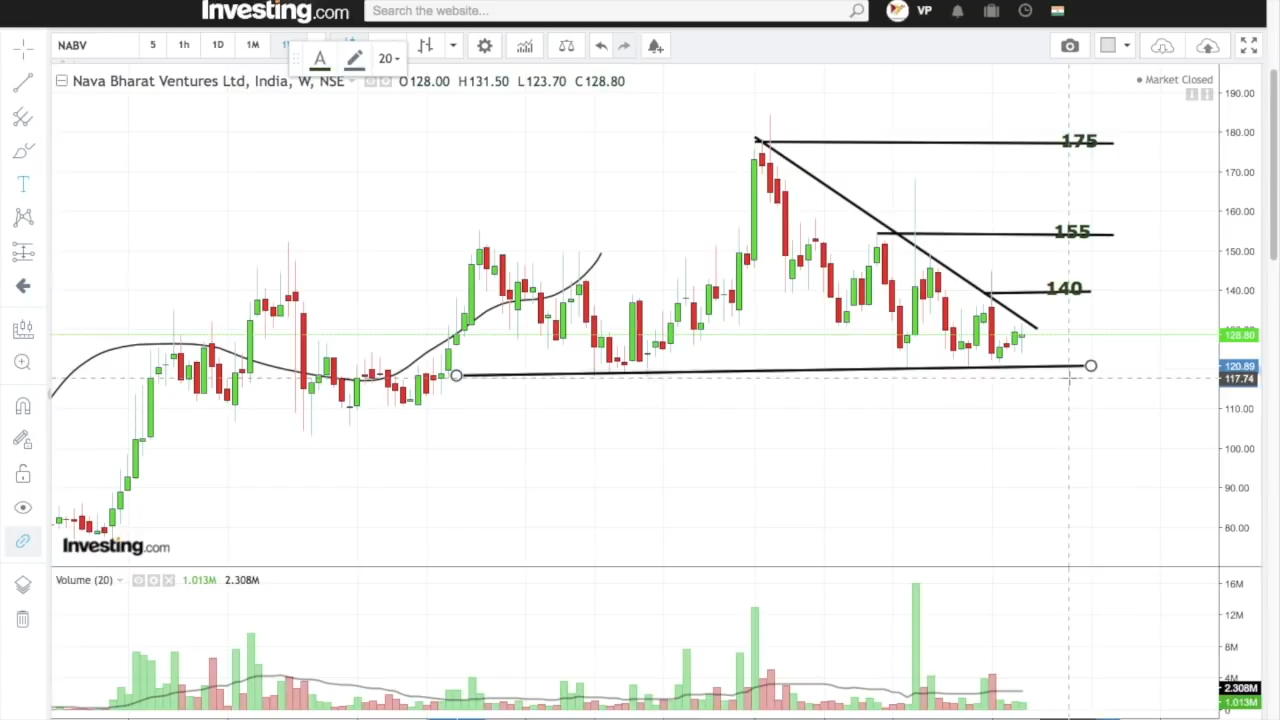 Investing.com
Search the website...
VP
NABV
5
1h
1D
1M
20
Nava Bharat Ventures Ltd, India, W, NSE
O128.00 H131.50 L123.70 C128.80
Market Closed
190.00
180.00
175
170.00
160.00
155
150.00
140
140.00
128.80
120.89
117.74
110.00
100.00
90.00
80.00
Investing.com
Volume (20)
1.013M
2.308M
16M
12M
8M
4M
2.308M
1.013M
0